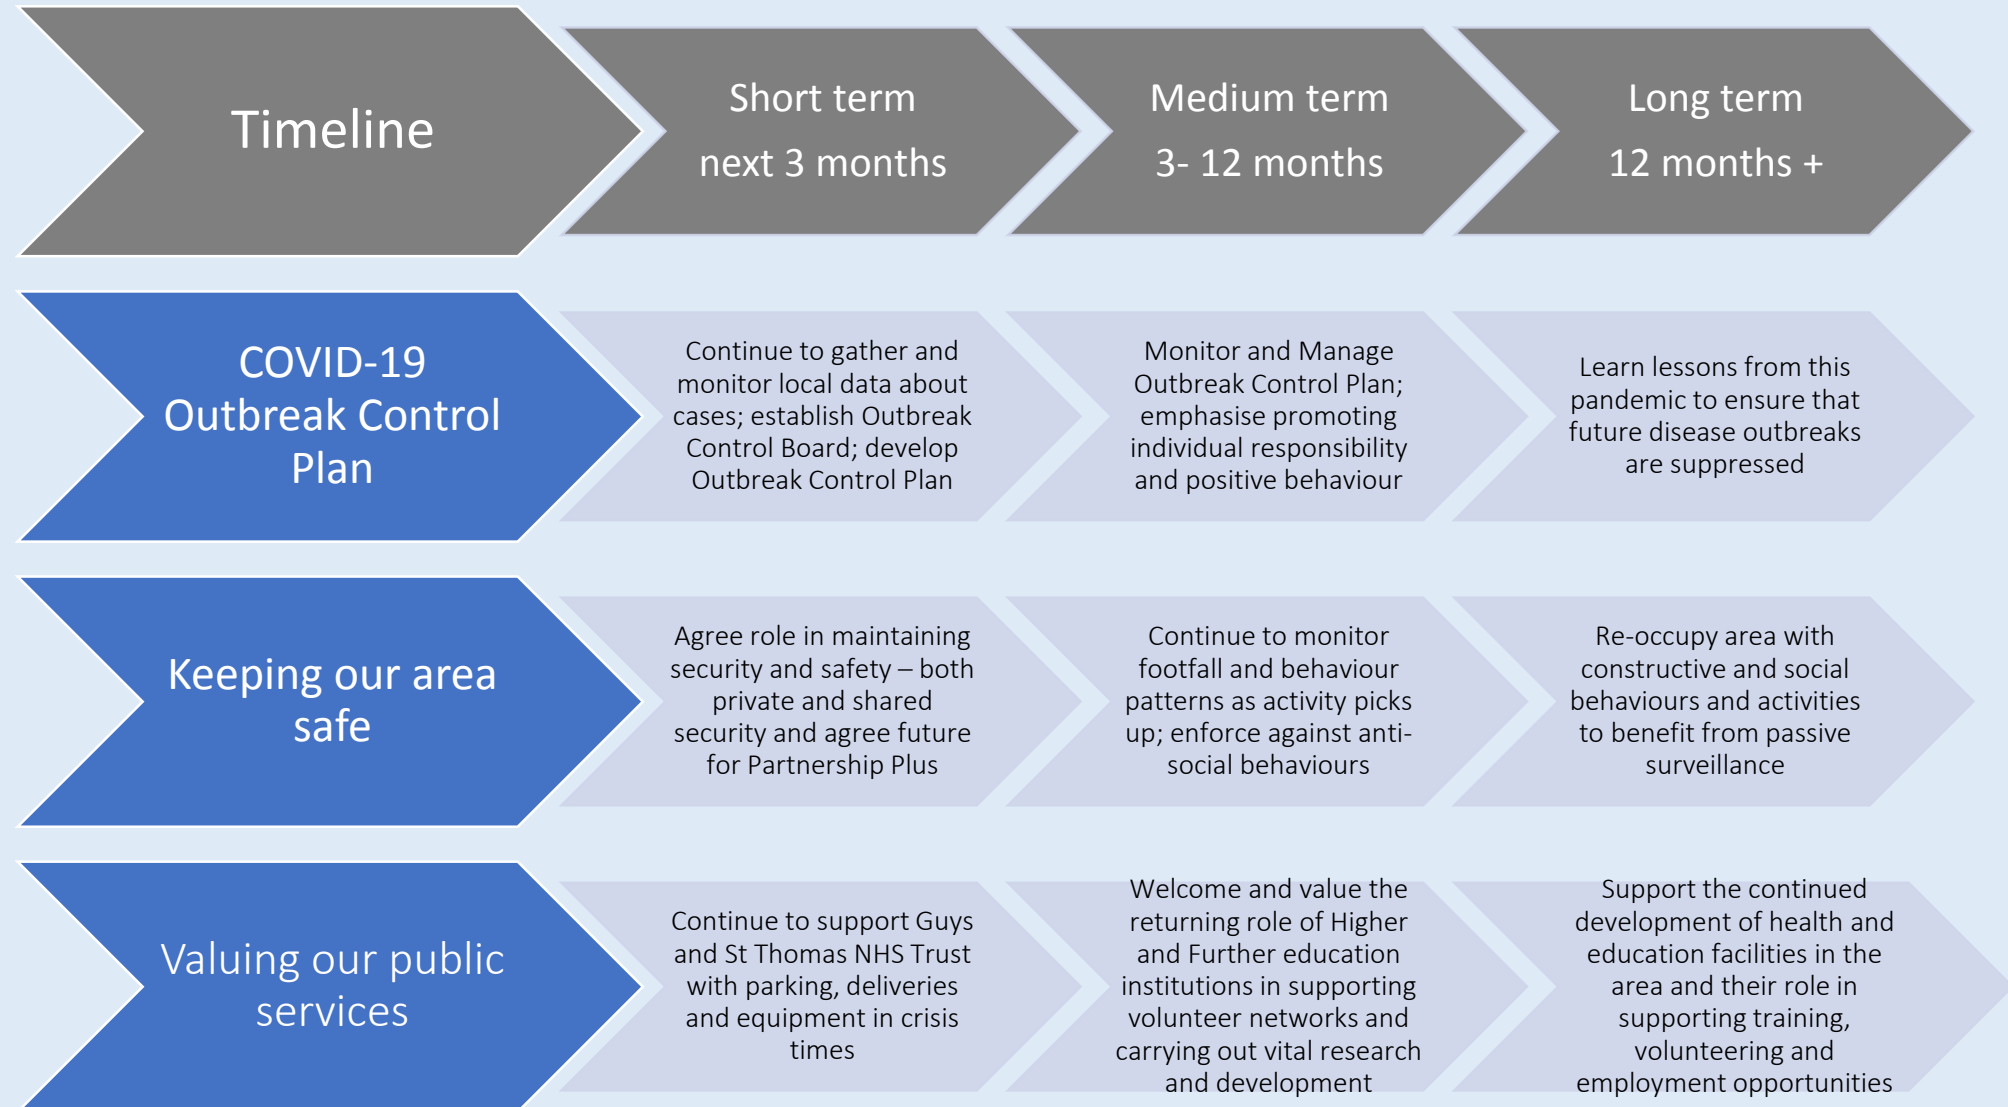 Timeline
Short term
next 3 months
Medium term
3- 12 months
Long term
12 months +
COVID-19
Outbreak Control
Plan
Continue to gather and
monitor local data about
cases; establish Outbreak
Control Board; develop
Outbreak Control Plan
Monitor and Manage
Outbreak Control Plan;
emphasise promoting
individual responsibility
and positive behaviour
Learn lessons from this
pandemic to ensure that
future disease outbreaks
are suppressed
Keeping our area
safe
Agree role in maintaining
security and safety – both
private and shared
security and agree future
for Partnership Plus
Continue to monitor
footfall and behaviour
patterns as activity picks
up; enforce against anti-
social behaviours
Re-occupy area with
constructive and social
behaviours and activities
to benefit from passive
surveillance
Valuing our public
services
Continue to support Guys
and St Thomas NHS Trust
with parking, deliveries
and equipment in crisis
times
Welcome and value the
returning role of Higher
and Further education
institutions in supporting
volunteer networks and
carrying out vital research
and development
Support the continued
development of health and
education facilities in the
area and their role in
supporting training,
volunteering and
employment opportunities